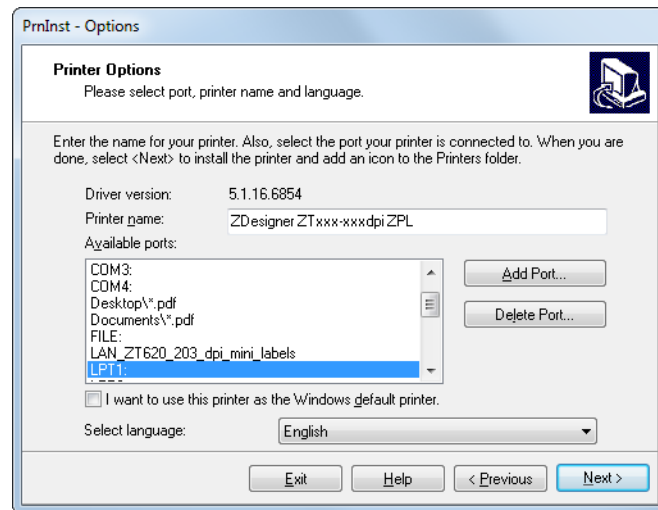 PrnInst - Options
Printer Options
Please select port, printer name and language.
Enter the name for your printer. Also, select the port your printer is connected to. When you are
done, select <Next> to install the printer and add an icon to the Printers folder.
Driver version: 5.1.16.6854
Printer name: ZDesigner ZTxxx-xxxdpi ZPL
Available ports:
COM3:
COM4:
Desktop\*.pdf
Documents\*.pdf
FILE:
LAN_ZT620_203_dpi_mini_labels
LPT1:
Add Port...
Delete Port...
I want to use this printer as the Windows default printer.
Select language: English
Exit Help < Previous Next >